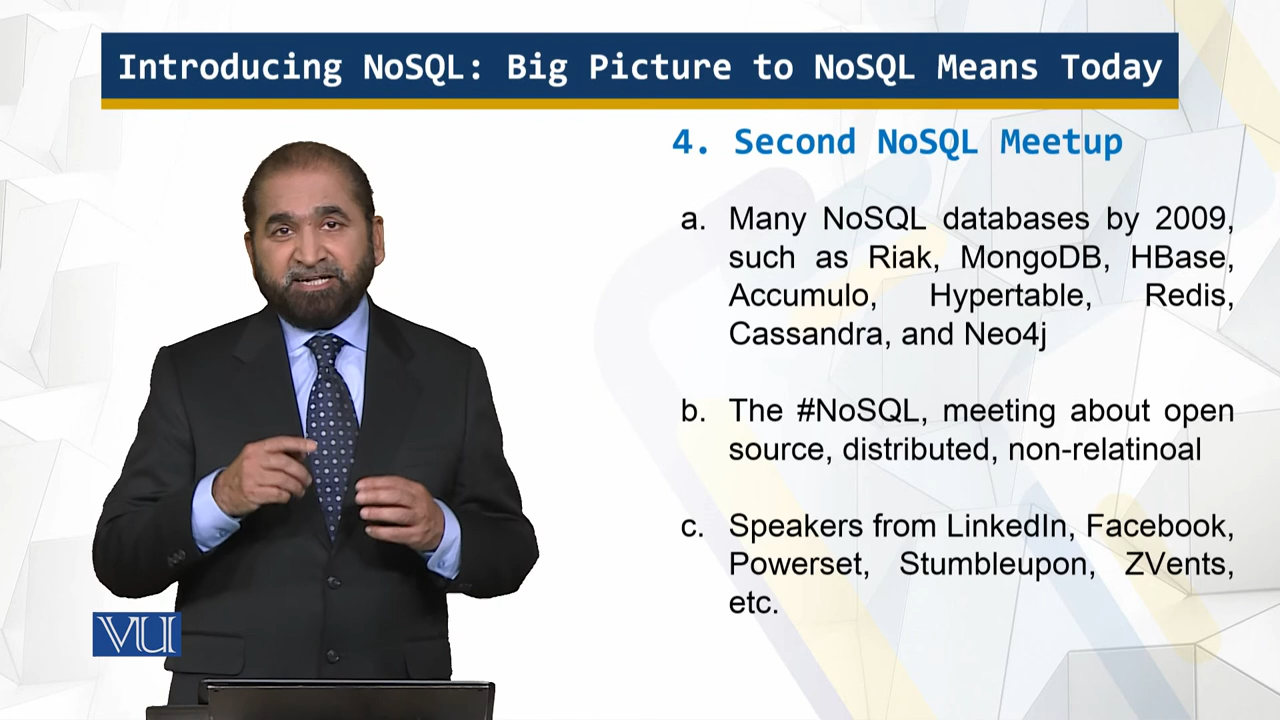 Introducing NoSQL: Big Picture to NoSQL Means Today
4. Second NoSQL Meetup
a. Many NoSQL databases by 2009,
such as Riak, MongoDB, HBase,
Accumulo, Hypertable, Redis,
Cassandra, and Neo4j
b. The #NoSQL, meeting about open
source, distributed, non-relatinoal
c. Speakers from LinkedIn, Facebook,
Powerset, Stumbleupon, ZVents,
etc.
VU